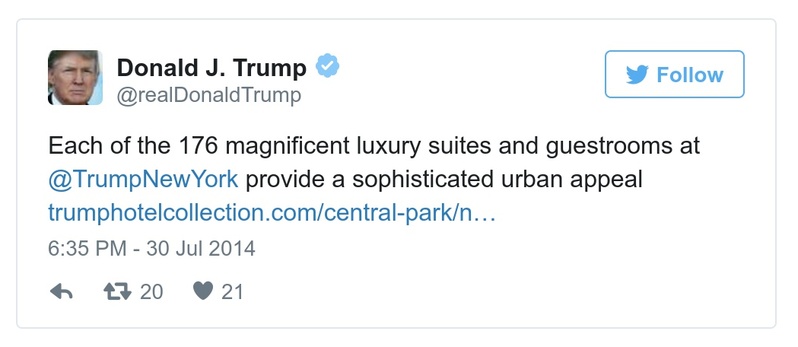 Donald J. Trump
@realDonaldTrump
Follow
Each of the 176 magnificent luxury suites and guestrooms at
@TrumpNewYork provide a sophisticated urban appeal
trumphotelcollection.com/central-park/n…
6:35 PM - 30 Jul 2014
20 21